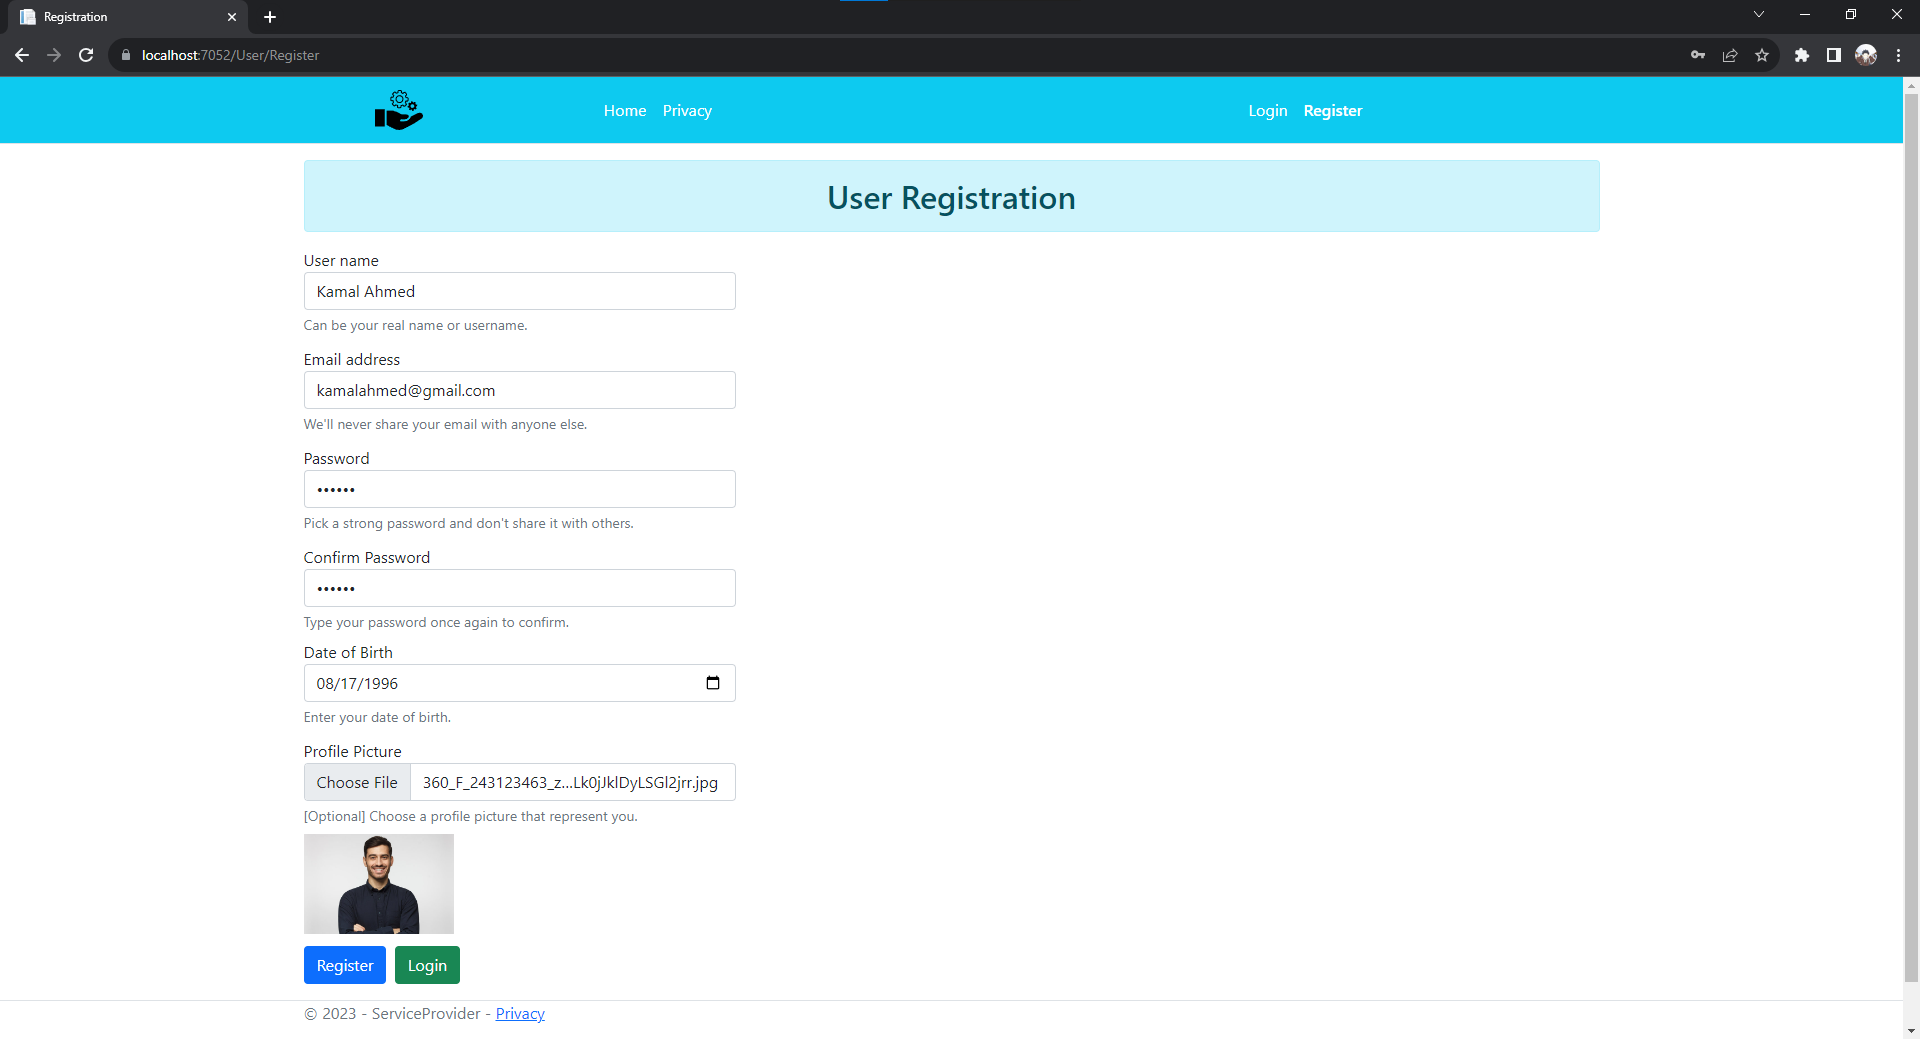 Registration
localhost:7052/User/Register
Home Privacy Login Register
User Registration
User name
Kamal Ahmed
Can be your real name or username.
Email address
kamalahmed@gmail.com
We'll never share your email with anyone else.
Password
••••••
Pick a strong password and don't share it with others.
Confirm Password
••••••
Type your password once again to confirm.
Date of Birth
08/17/1996
Enter your date of birth.
Profile Picture
Choose File 360_F_243123463_z...Lk0jJklDyLSGl2jrr.jpg
[Optional] Choose a profile picture that represent you.
Register Login
© 2023 - ServiceProvider - Privacy